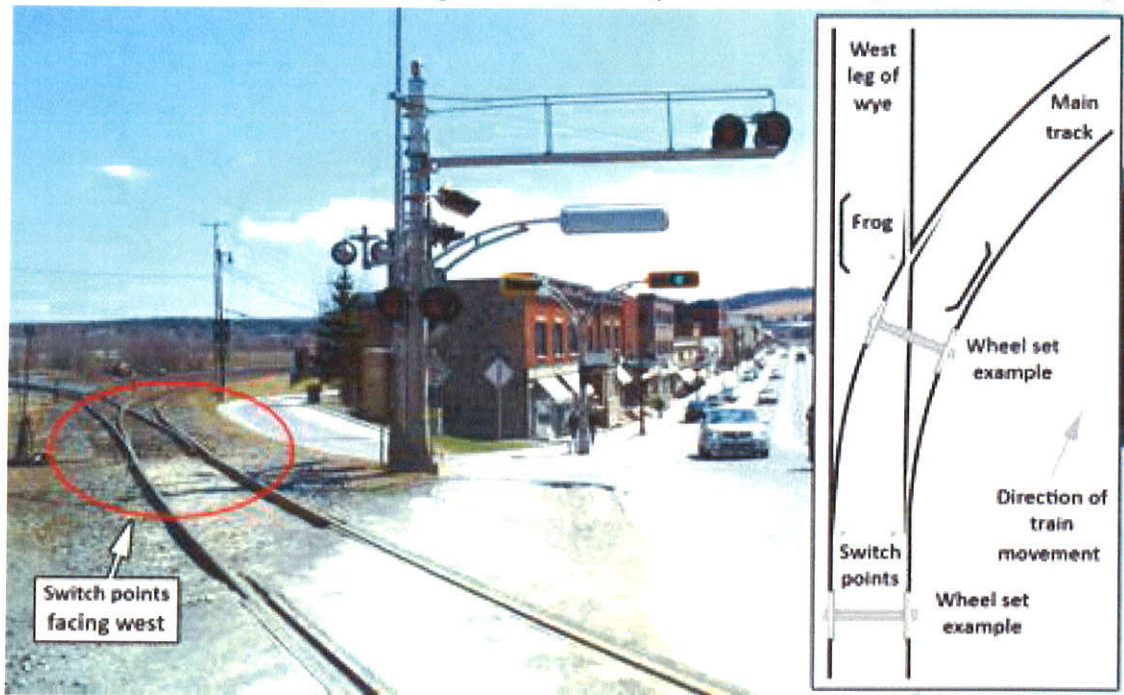 Switch points
facing west
West
leg of
wye
Main
track
Frog
Wheel set
example
Direction of
train
movement
Switch
points
Wheel set
example